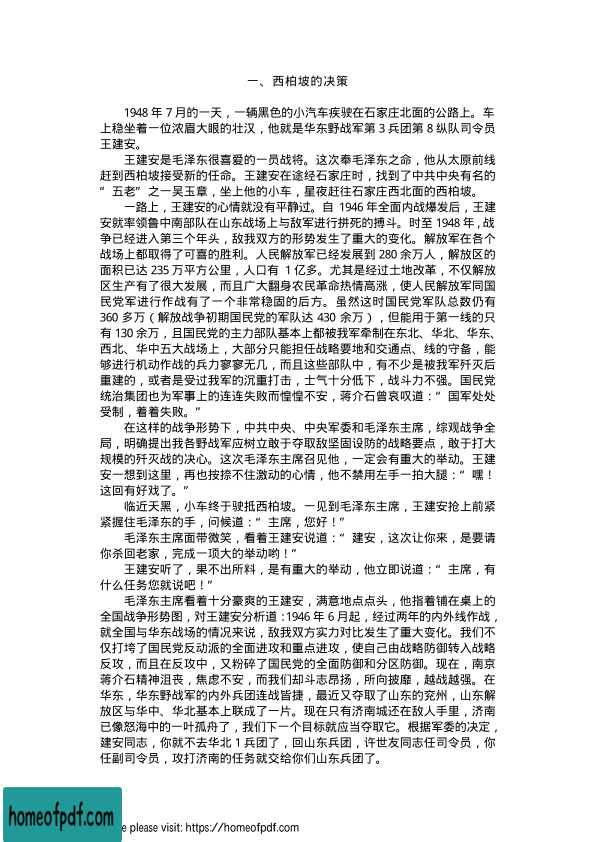 一、西柏坡的决策
1948 年 7 月的一天，一辆黑色的小汽车疾驶在石家庄北面的公路上。车
上稳坐着一位浓眉大眼的壮汉，他就是华东野战军第 3 兵团第 8 纵队司令员
王建安。
王建安是毛泽东很喜爱的一员战将。这次奉毛泽东之命，他从太原前线
赶到西柏坡接受新的任命。王建安在途经石家庄时，找到了中共中央有名的
“ 五老”之一吴玉章，坐上他的小车，星夜赶往石家庄西北面的西柏坡。
一路上，王建安的心情就没有平静过。自 1946 年全面内战爆发后，王建
安就率领鲁中南部队在山东战场上与敌军进行拼死的搏斗。时至 1948 年，战
争已经进入第三个年头，敌我双方的形势发生了重大的变化。解放军在各个
战场上都取得了可喜的胜利。人民解放军已经发展到 280 余万人，解放区的
面积已达 235 万平方公里，人口有 1 亿多。尤其是经过土地改革，不仅解放
区生产有了很大发展，而且广大翻身农民革命热情高涨，使人民解放军同国
民党军进行作战有了一个非常稳固的后方。虽然这时国民党军队总数仍有
360 多万（解放战争初期国民党的军队达 430 余万），但能用于第一线的只
有 130 余万，且国民党的主力部队基本上都被我军牵制在东北、华北、华东、
西北、华中五大战场上，大部分只能担任战略要地和交通点、线的守备，能
够进行机动作战的兵力寥寥无几，而且这些部队中，有不少是被我军歼灭后
重建的，或者是受过我军的沉重打击，士气十分低下，战斗力不强。国民党
统治集团也为军事上的连连失败而惶惶不安，蒋介石曾哀叹道：“ 国军处处
受制，着着失败。”
在这样的战争形势下，中共中央、中央军委和毛泽东主席，综观战争全
局，明确提出我各野战军应树立敢于夺取敌坚固设防的战略要点，敢于打大
规模的歼灭战的决心。这次毛泽东主席召见他，一定会有重大的举动。王建
安一想到这里，再也按捺不住激动的心情，他不禁用左手一拍大腿：“ 嘿！
这回有好戏了。”
临近天黑，小车终于驶抵西柏坡。一见到毛泽东主席，王建安抢上前紧
紧握住毛泽东的手，问候道：“ 主席，您好！”
毛泽东主席面带微笑，看着王建安说道：“ 建安，这次让你来，是要请
你杀回老家，完成一项大的举动哟！”
王建安听了，果不出所料，是有重大的举动，他立即说道：“ 主席，有
什么任务您就说吧！”
毛泽东主席看着十分豪爽的王建安，满意地点点头，他指着铺在桌上的
全国战争形势图，对王建安分析道：1946 年 6 月起，经过两年的内外线作战，
就全国与华东战场的情况来说，敌我双方实力对比发生了重大变化。我们不
仅打垮了国民党反动派的全面进攻和重点进攻，使自己由战略防御转入战略
反攻，而且在反攻中，又粉碎了国民党的全面防御和分区防御。现在，南京
蒋介石精神沮丧，焦虑不安，而我们却斗志昂扬，所向披靡，越战越强。在
华东，华东野战军的内外兵团连战皆捷，最近又夺取了山东的兖州，山东解
放区与华中、华北基本上联成了一片。现在只有济南城还在敌人手里，济南
已像怒海中的一叶孤舟了，我们下一个目标就应当夺取它。根据军委的决定，
建安同志，你就不去华北 1 兵团了，回山东兵团，许世友同志任司令员，你
任副司令员，攻打济南的任务就交给你们山东兵团了。
homeofpdf.com
e please visit: https://homeofpdf.com